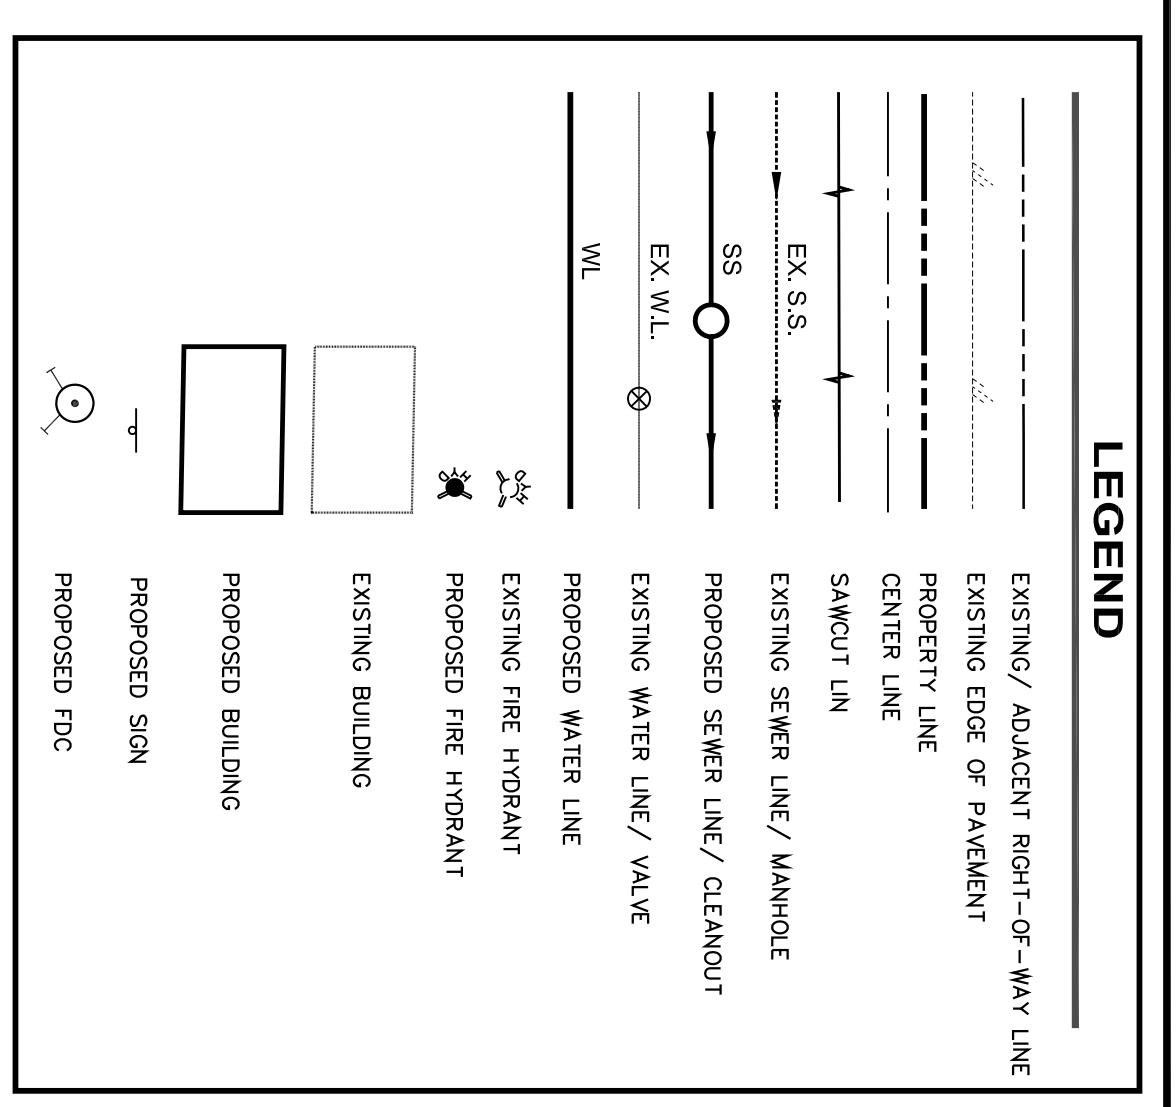 LEGEND
EXISTING/ ADJACENT RIGHT-OF-WAY LINE
EXISTING EDGE OF PAVEMENT
PROPERTY LINE
CENTER LINE
SAWCUT LIN
EX. S.S. EXISTING SEWER LINE/ MANHOLE
SS PROPOSED SEWER LINE/ CLEANOUT
EX. W.L. EXISTING WATER LINE/ VALVE
WL PROPOSED WATER LINE
HYD EXISTING FIRE HYDRANT
HYD PROPOSED FIRE HYDRANT
EXISTING BUILDING
PROPOSED BUILDING
PROPOSED SIGN
PROPOSED FDC